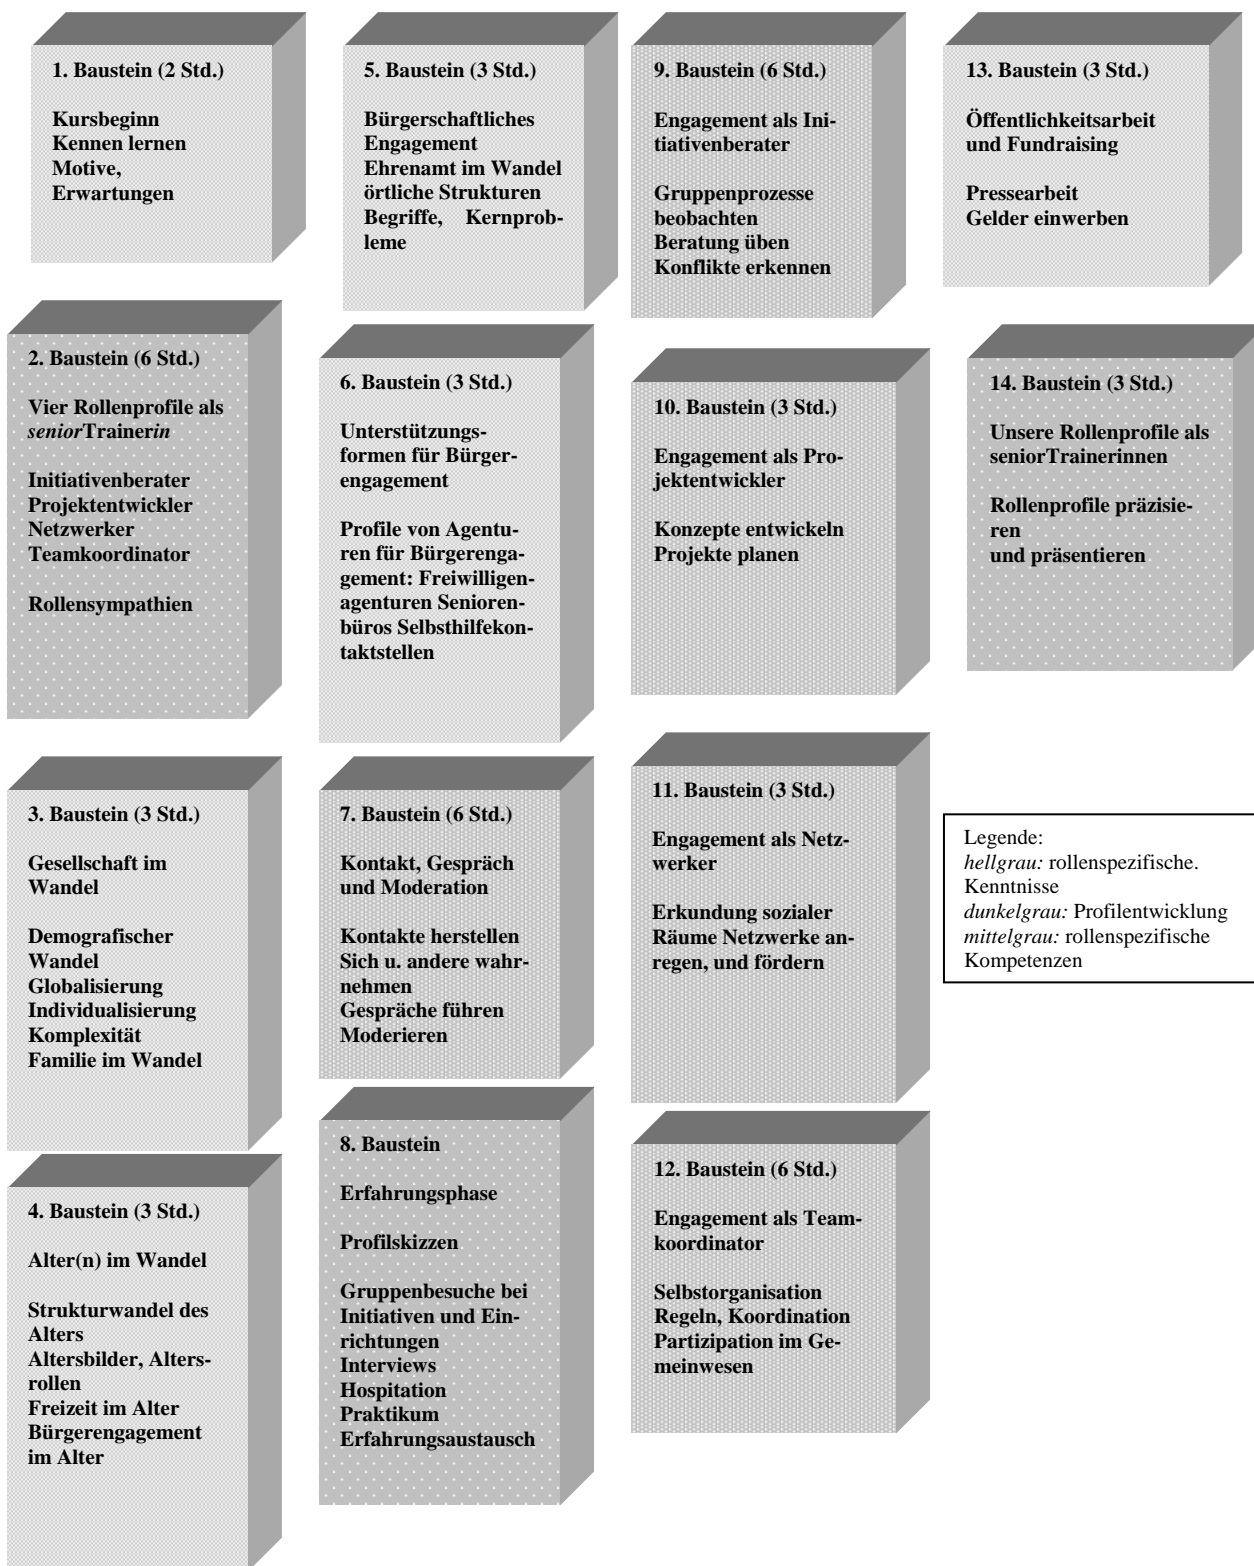 1. Baustein (2 Std.)
Kursbeginn
Kennen lernen
Motive,
Erwartungen
2. Baustein (6 Std.)
Vier Rollenprofile als
seniorTrainerin
Initiativenberater
Projektentwickler
Netzwerker
Teamkoordinator
Rollensympathien
3. Baustein (3 Std.)
Gesellschaft im
Wandel
Demografischer
Wandel
Globalisierung
Individualisierung
Komplexität
Familie im Wandel
4. Baustein (3 Std.)
Alter(n) im Wandel
Strukturwandel des
Alters
Altersbilder, Alters-
rollen
Freizeit im Alter
Bürgerengagement
im Alter
5. Baustein (3 Std.)
Bürgerschaftliches
Engagement
Ehrenamt im Wandel
örtliche Strukturen
Begriffe, Kernprob-
leme
6. Baustein (3 Std.)
Unterstützungs-
formen für Bürger-
engagement
Profile von Agentu-
ren für Bürgerenga-
gement: Freiwilligen-
agenturen Senioren-
büros Selbsthilfekon-
taktstellen
7. Baustein (6 Std.)
Kontakt, Gespräch
und Moderation
Kontakte herstellen
Sich u. andere wahr-
nehmen
Gespräche führen
Moderieren
8. Baustein
Erfahrungsphase
Profilskizzen
Gruppenbesuche bei
Initiativen und Ein-
richtungen
Interviews
Hospitation
Praktikum
Erfahrungsaustausch
9. Baustein (6 Std.)
Engagement als Ini-
tiativenberater
Gruppenprozesse
beobachten
Beratung üben
Konflikte erkennen
10. Baustein (3 Std.)
Engagement als Pro-
jektentwickler
Konzepte entwickeln
Projekte planen
11. Baustein (3 Std.)
Engagement als Netz-
werker
Erkundung sozialer
Räume Netzwerke an-
regen, und fördern
12. Baustein (6 Std.)
Engagement als Team-
koordinator
Selbstorganisation
Regeln, Koordination
Partizipation im Ge-
meinwesen
13. Baustein (3 Std.)
Öffentlichkeitsarbeit
und Fundraising
Pressearbeit
Gelder einwerben
14. Baustein (3 Std.)
Unsere Rollenprofile als
seniorTrainerinnen
Rollenprofile präzisie-
ren
und präsentieren
Legende:
hellgrau: rollenspezifische.
Kenntnisse
dunkelgrau: Profilentwicklung
mittelgrau: rollenspezifische
Kompetenzen